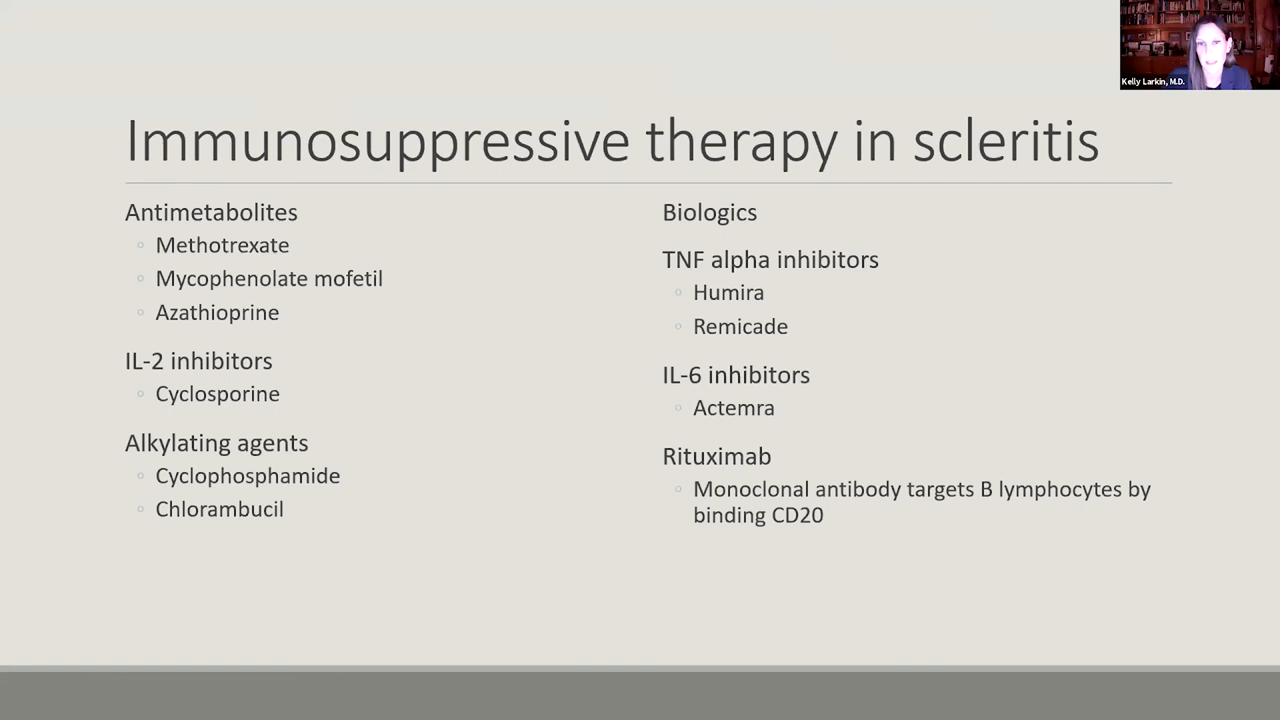 Kelly Larkin, M.D.
Immunosuppressive therapy in scleritis
Antimetabolites
Methotrexate
Mycophenolate mofetil
Azathioprine
IL-2 inhibitors
Cyclosporine
Alkylating agents
Cyclophosphamide
Chlorambucil
Biologics
TNF alpha inhibitors
Humira
Remicade
IL-6 inhibitors
Actemra
Rituximab
Monoclonal antibody targets B lymphocytes by
binding CD20